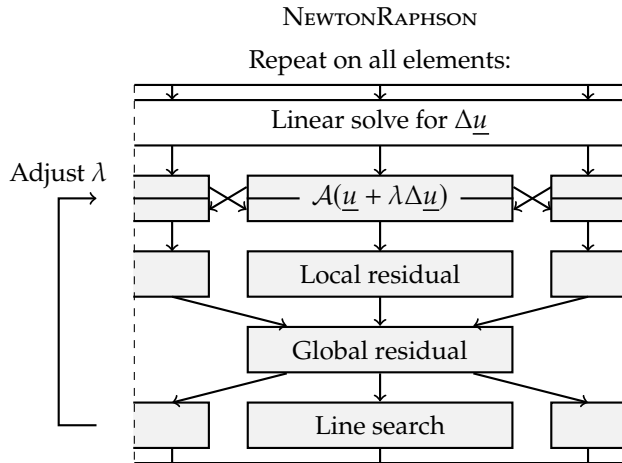 NEWTONRAPHSON
Repeat on all elements:
Linear solve for Δu̲
Adjust λ
𝒜(u̲ + λΔu̲)
Local residual
Global residual
Line search